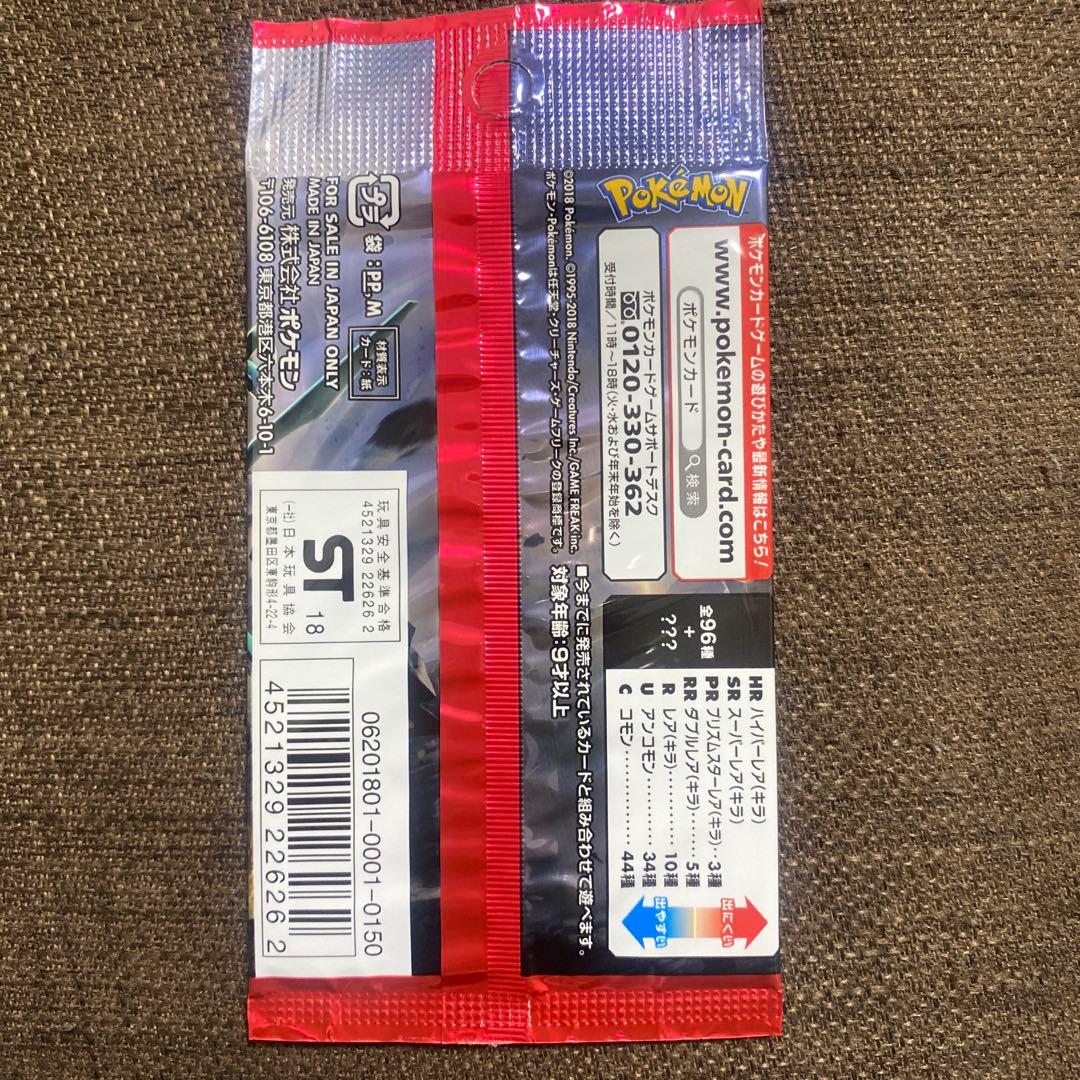 ポケモンカードゲームの遊びかたや最新情報はこちら!
www.pokemon-card.com
ポケモンカード 検索
POKéMON
ポケモンカードゲームサポートデスク
0120-330-362
受付時間／11時～18時(火・水および年末年始を除く)
©2018 Pokémon. ©1995-2018 Nintendo/Creatures Inc./GAME FREAK inc.
ポケモン・Pokémonは任天堂・クリーチャーズ・ゲームフリークの登録商標です。
全96種
+
???
HR ハイパーレア(キラ)
SR スーパーレア(キラ)
PR プリズムスターレア(キラ)‥3種
RR ダブルレア(キラ)‥‥‥5種
R レア(キラ)‥‥‥‥‥10種
U アンコモン‥‥‥‥‥34種
C コモン‥‥‥‥‥‥44種
出にくい
出やすい
■今までに発売されているカードと組み合わせて遊べます。
対象年齢:9才以上
プラ
袋:PP,M
材質表示
カード:紙
FOR SALE IN JAPAN ONLY
MADE IN JAPAN
発売元 株式会社ポケモン
〒106-6108 東京都港区六本木6-10-1
玩具安全基準合格
4521329 22626 2
ST 18
(一社)日本玩具協会
東京都墨田区東駒形4-22-4
06201801-0001-0150
4521329226262